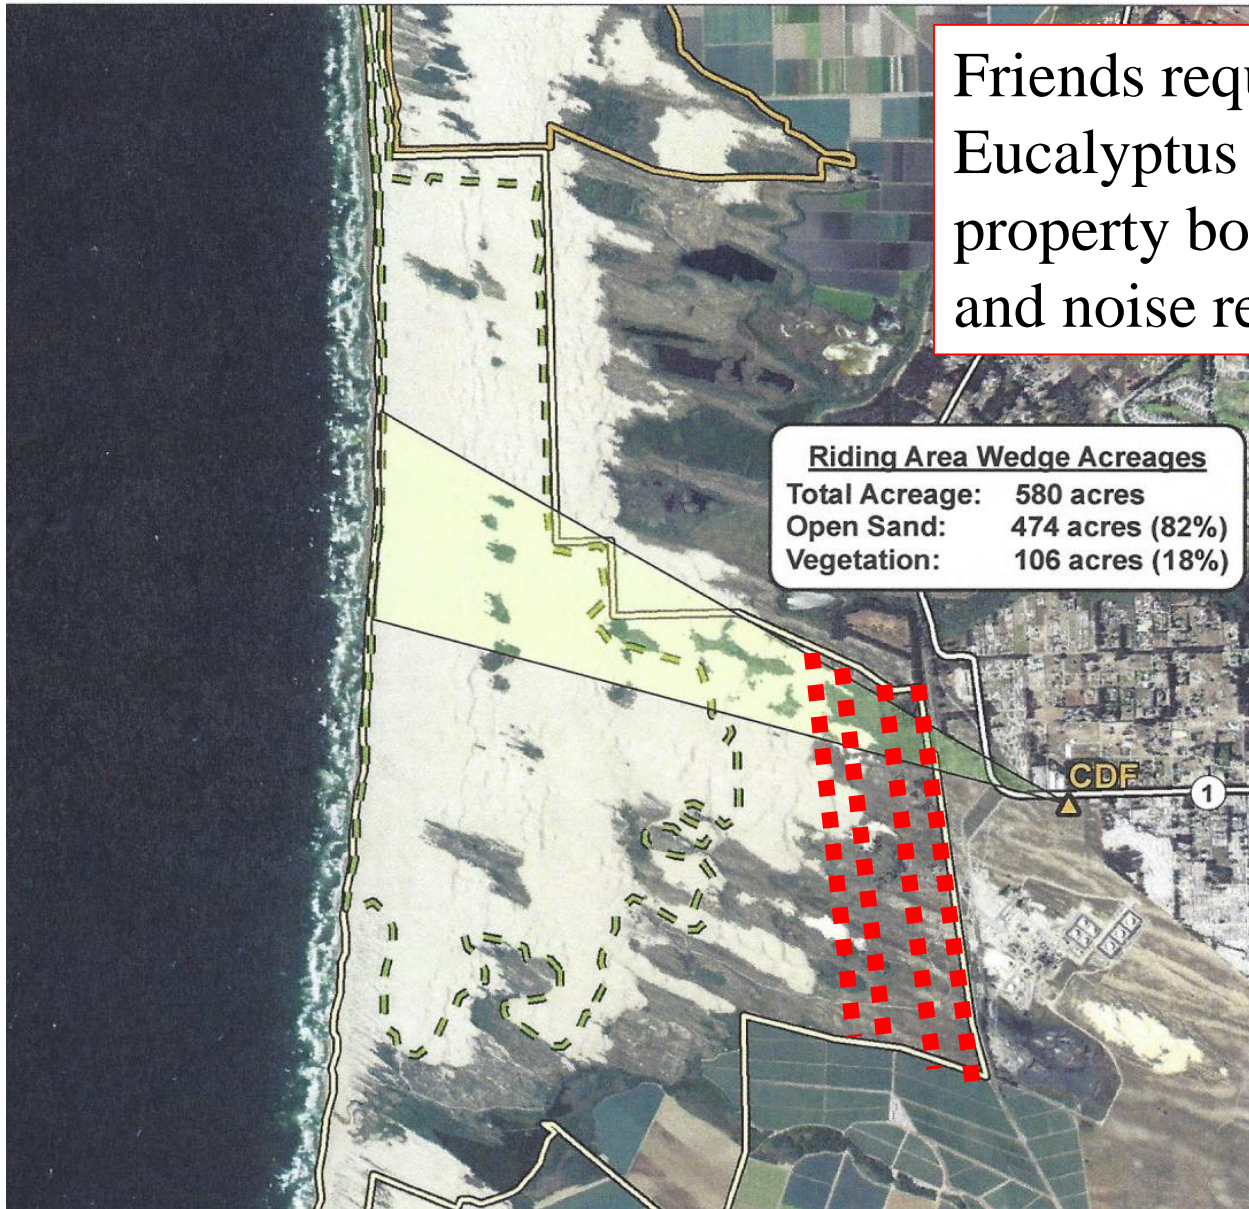 Friends requ
Eucalyptus
property bo
and noise re
Riding Area Wedge Acreages
Total Acreage: 580 acres
Open Sand: 474 acres (82%)
Vegetation: 106 acres (18%)
CDF
1